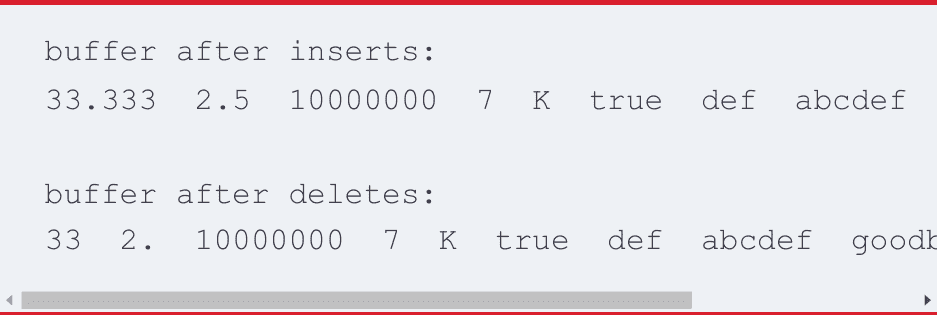 buffer after inserts:
33.333  2.5  10000000  7  K  true  def  abcdef
buffer after deletes:
33  2.  10000000  7  K  true  def  abcdef  goodb